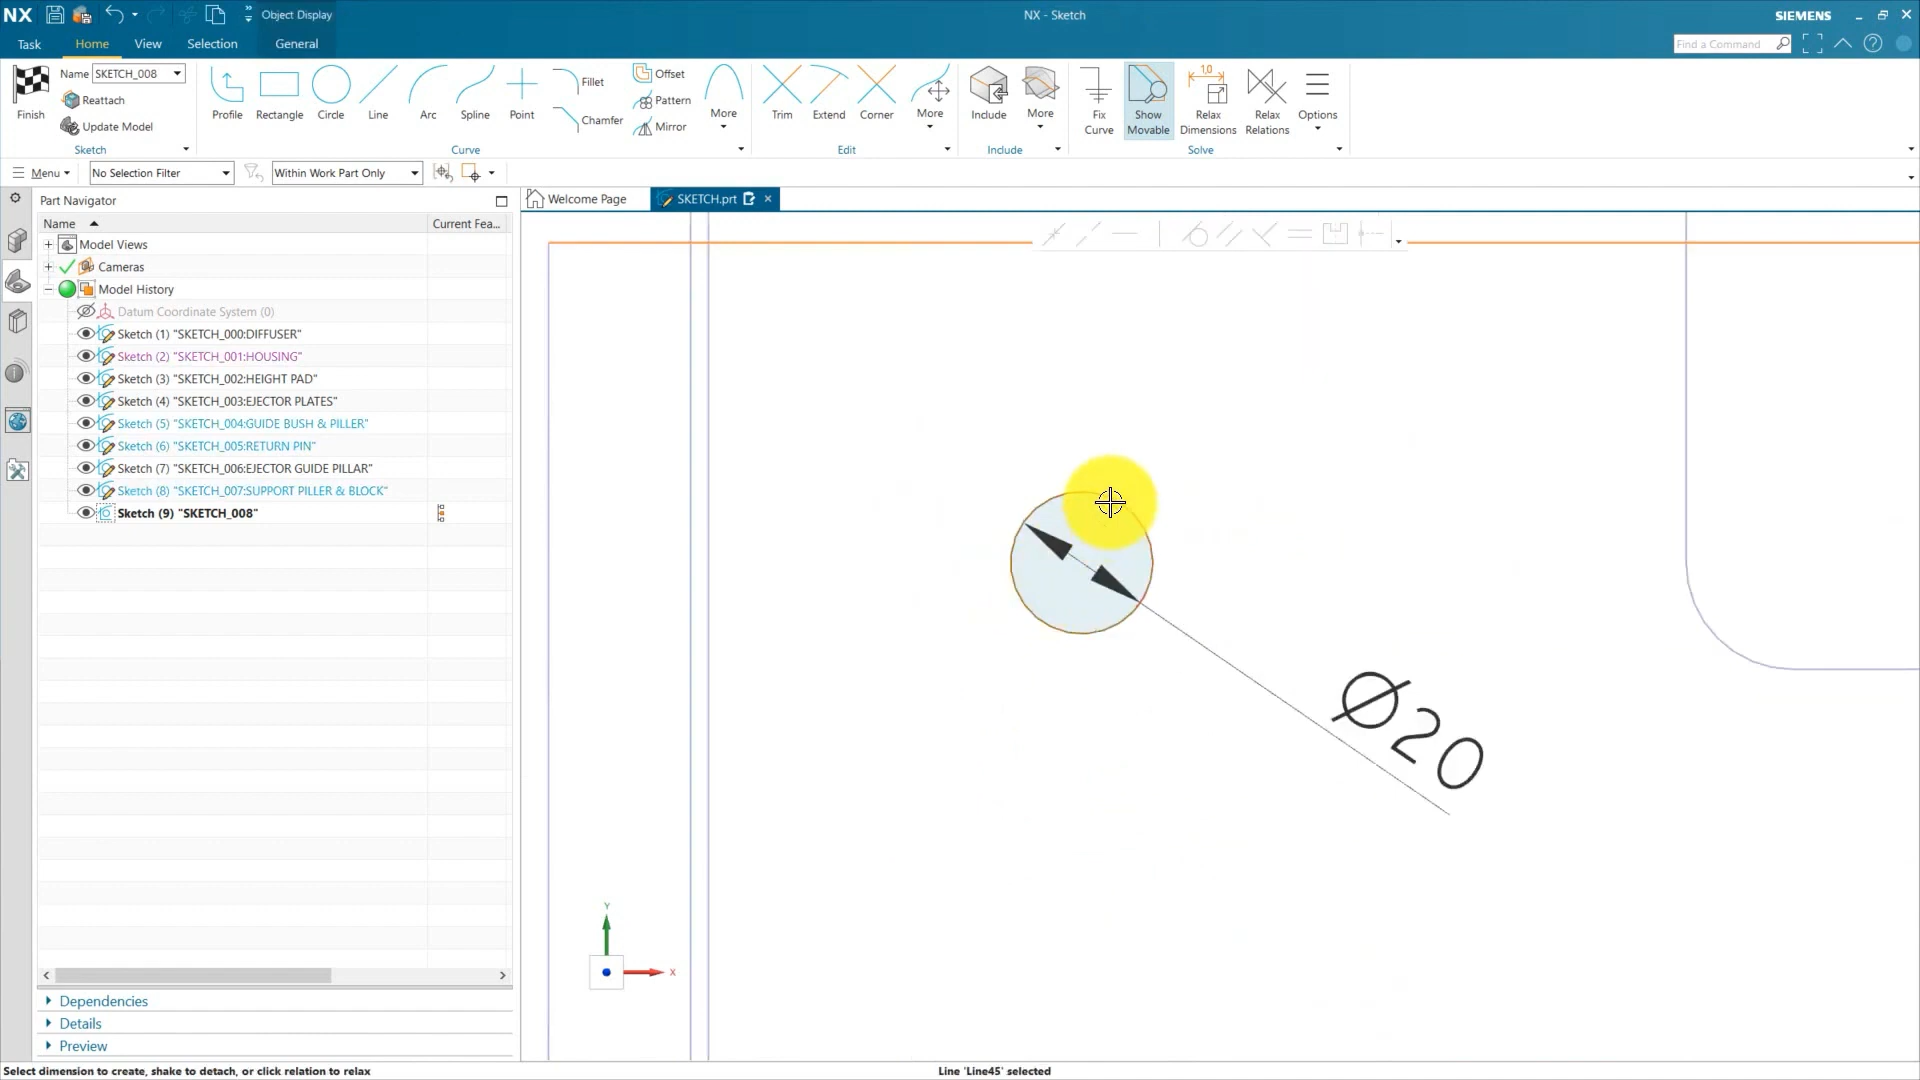 NX
Object Display
NX - Sketch
SIEMENS
Task
Home
View
Selection
General
Find a Command
Name
SKETCH_008
Reattach
Update Model
Finish
Sketch
Profile
Rectangle
Circle
Line
Arc
Spline
Point
Fillet
Chamfer
Offset
Pattern
Mirror
More
Curve
Trim
Extend
Corner
More
Edit
Include
More
Include
Fix
Curve
Show
Movable
1,0
Relax
Dimensions
Relax
Relations
Options
Solve
Menu
No Selection Filter
Within Work Part Only
Part Navigator
Welcome Page
SKETCH.prt
Name
Current Fea...
Model Views
Cameras
Model History
Datum Coordinate System (0)
Sketch (1) "SKETCH_000:DIFFUSER"
Sketch (2) "SKETCH_001:HOUSING"
Sketch (3) "SKETCH_002:HEIGHT PAD"
Sketch (4) "SKETCH_003:EJECTOR PLATES"
Sketch (5) "SKETCH_004:GUIDE BUSH & PILLER"
Sketch (6) "SKETCH_005:RETURN PIN"
Sketch (7) "SKETCH_006:EJECTOR GUIDE PILLAR"
Sketch (8) "SKETCH_007:SUPPORT PILLER & BLOCK"
Sketch (9) "SKETCH_008"
Ø20
Y
X
Dependencies
Details
Preview
Select dimension to create, shake to detach, or click relation to relax
Line 'Line45' selected